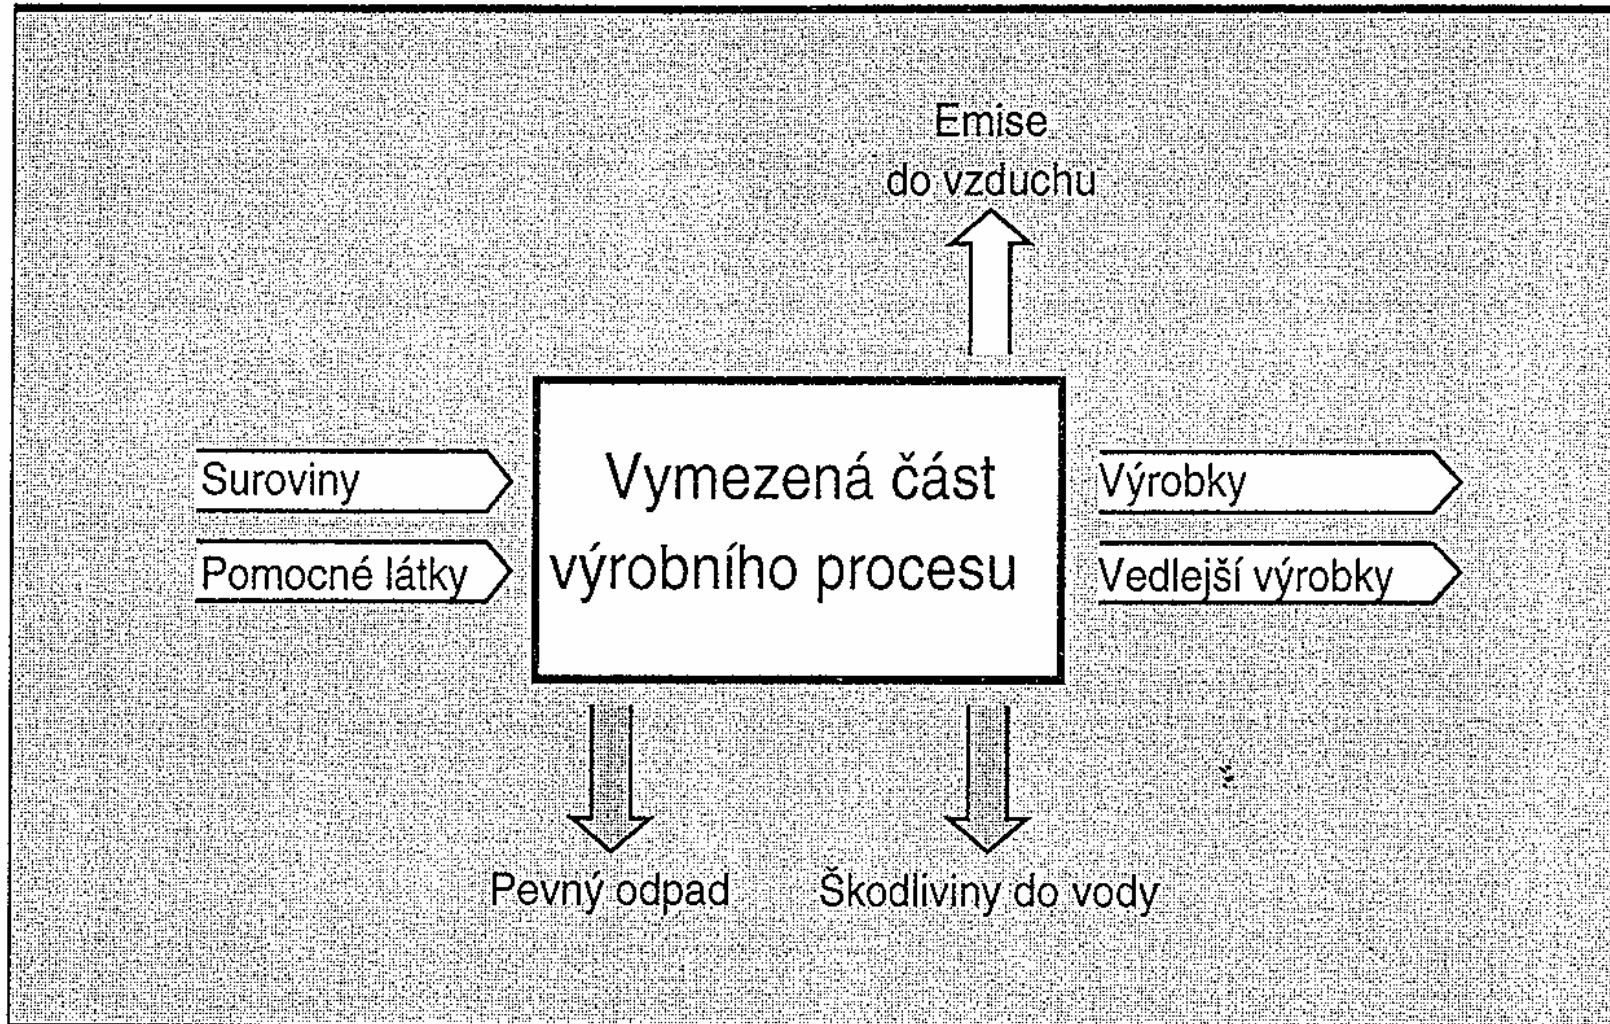 Emise
do vzduchu
Suroviny
Pomocné látky
Vymezená část
výrobního procesu
Výrobky
Vedlejší výrobky
Pevný odpad
Škodliviny do vody